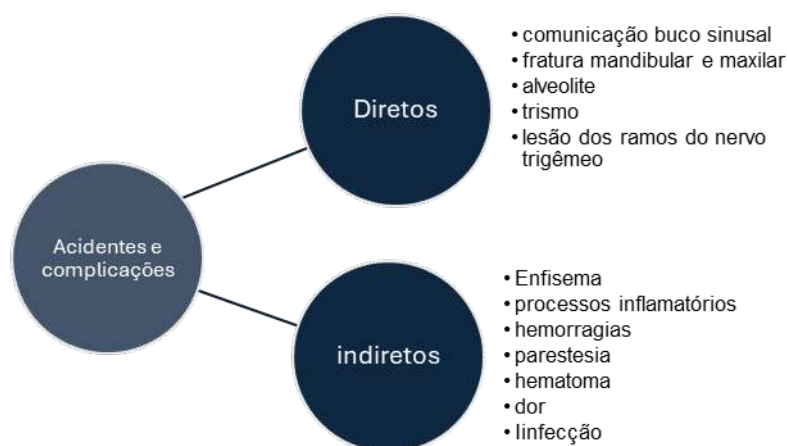 Acidentes e
complicações
Diretos
• comunicação buco sinusal
• fratura mandibular e maxilar
• alveolite
• trismo
• lesão dos ramos do nervo
trigêmeo
indiretos
• Enfisema
• processos inflamatórios
• hemorragias
• parestesia
• hematoma
• dor
• Iinfecção